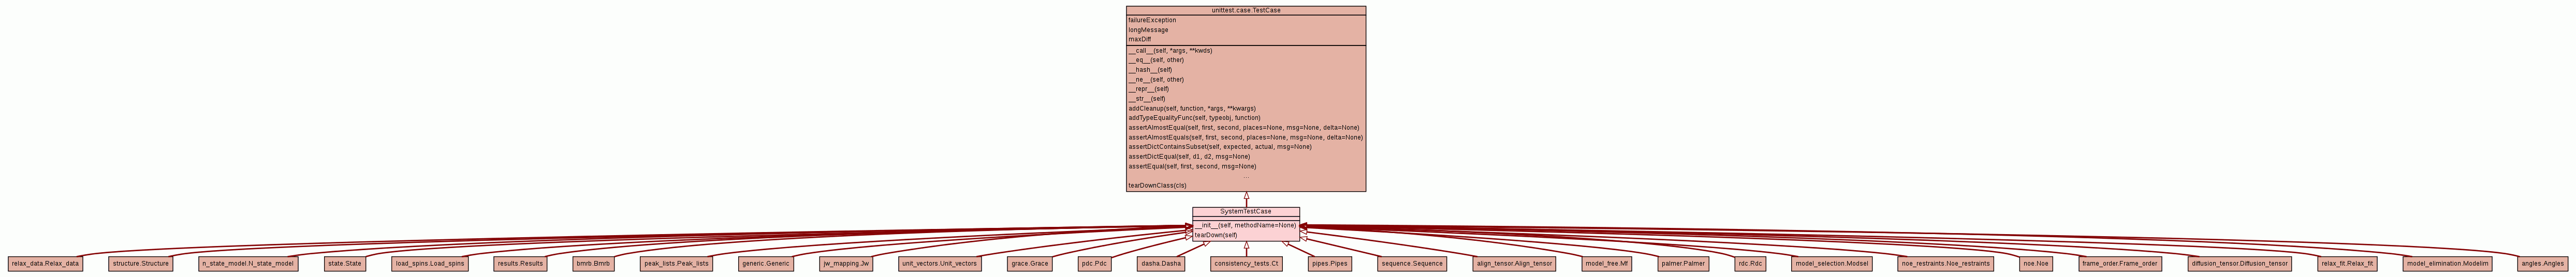 unittest.case.TestCase
failureException
longMessage
maxDiff
__call__(self, *args, **kwds)
__eq__(self, other)
__hash__(self)
__ne__(self, other)
__repr__(self)
__str__(self)
addCleanup(self, function, *args, **kwargs)
addTypeEqualityFunc(self, typeobj, function)
assertAlmostEqual(self, first, second, places=None, msg=None, delta=None)
assertAlmostEquals(self, first, second, places=None, msg=None, delta=None)
assertDictContainsSubset(self, expected, actual, msg=None)
assertDictEqual(self, d1, d2, msg=None)
assertEqual(self, first, second, msg=None)
...
tearDownClass(cls)
SystemTestCase
__init__(self, methodName=None)
tearDown(self)
relax_data.Relax_data
structure.Structure
n_state_model.N_state_model
state.State
load_spins.Load_spins
results.Results
bmrb.Bmrb
peak_lists.Peak_lists
generic.Generic
jw_mapping.Jw
unit_vectors.Unit_vectors
grace.Grace
pdc.Pdc
dasha.Dasha
consistency_tests.Ct
pipes.Pipes
sequence.Sequence
align_tensor.Align_tensor
model_free.Mf
palmer.Palmer
rdc.Rdc
model_selection.Modsel
noe_restraints.Noe_restraints
noe.Noe
frame_order.Frame_order
diffusion_tensor.Diffusion_tensor
relax_fit.Relax_fit
model_elimination.Modelim
angles.Angles